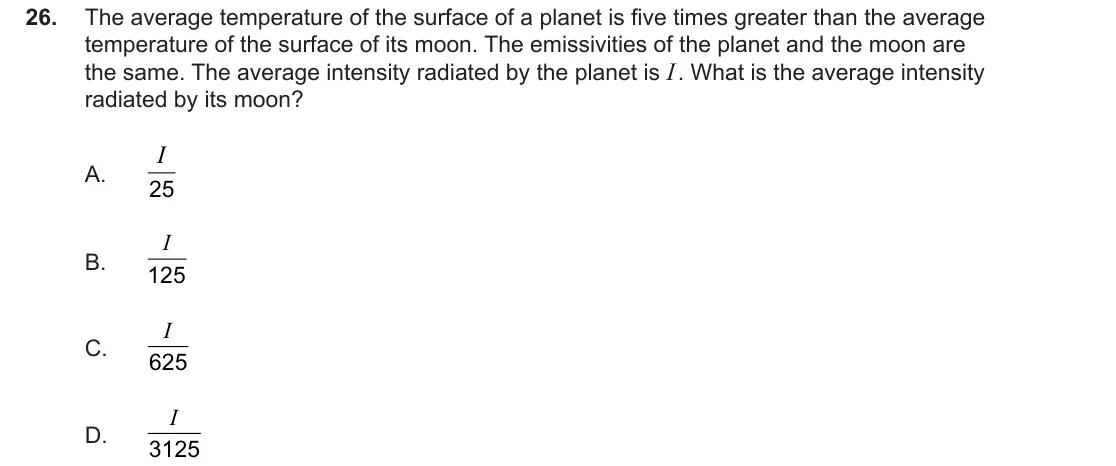 26. The average temperature of the surface of a planet is five times greater than the average
temperature of the surface of its moon. The emissivities of the planet and the moon are
the same. The average intensity radiated by the planet is I. What is the average intensity
radiated by its moon?
A. I/25
B. I/125
C. I/625
D. I/3125